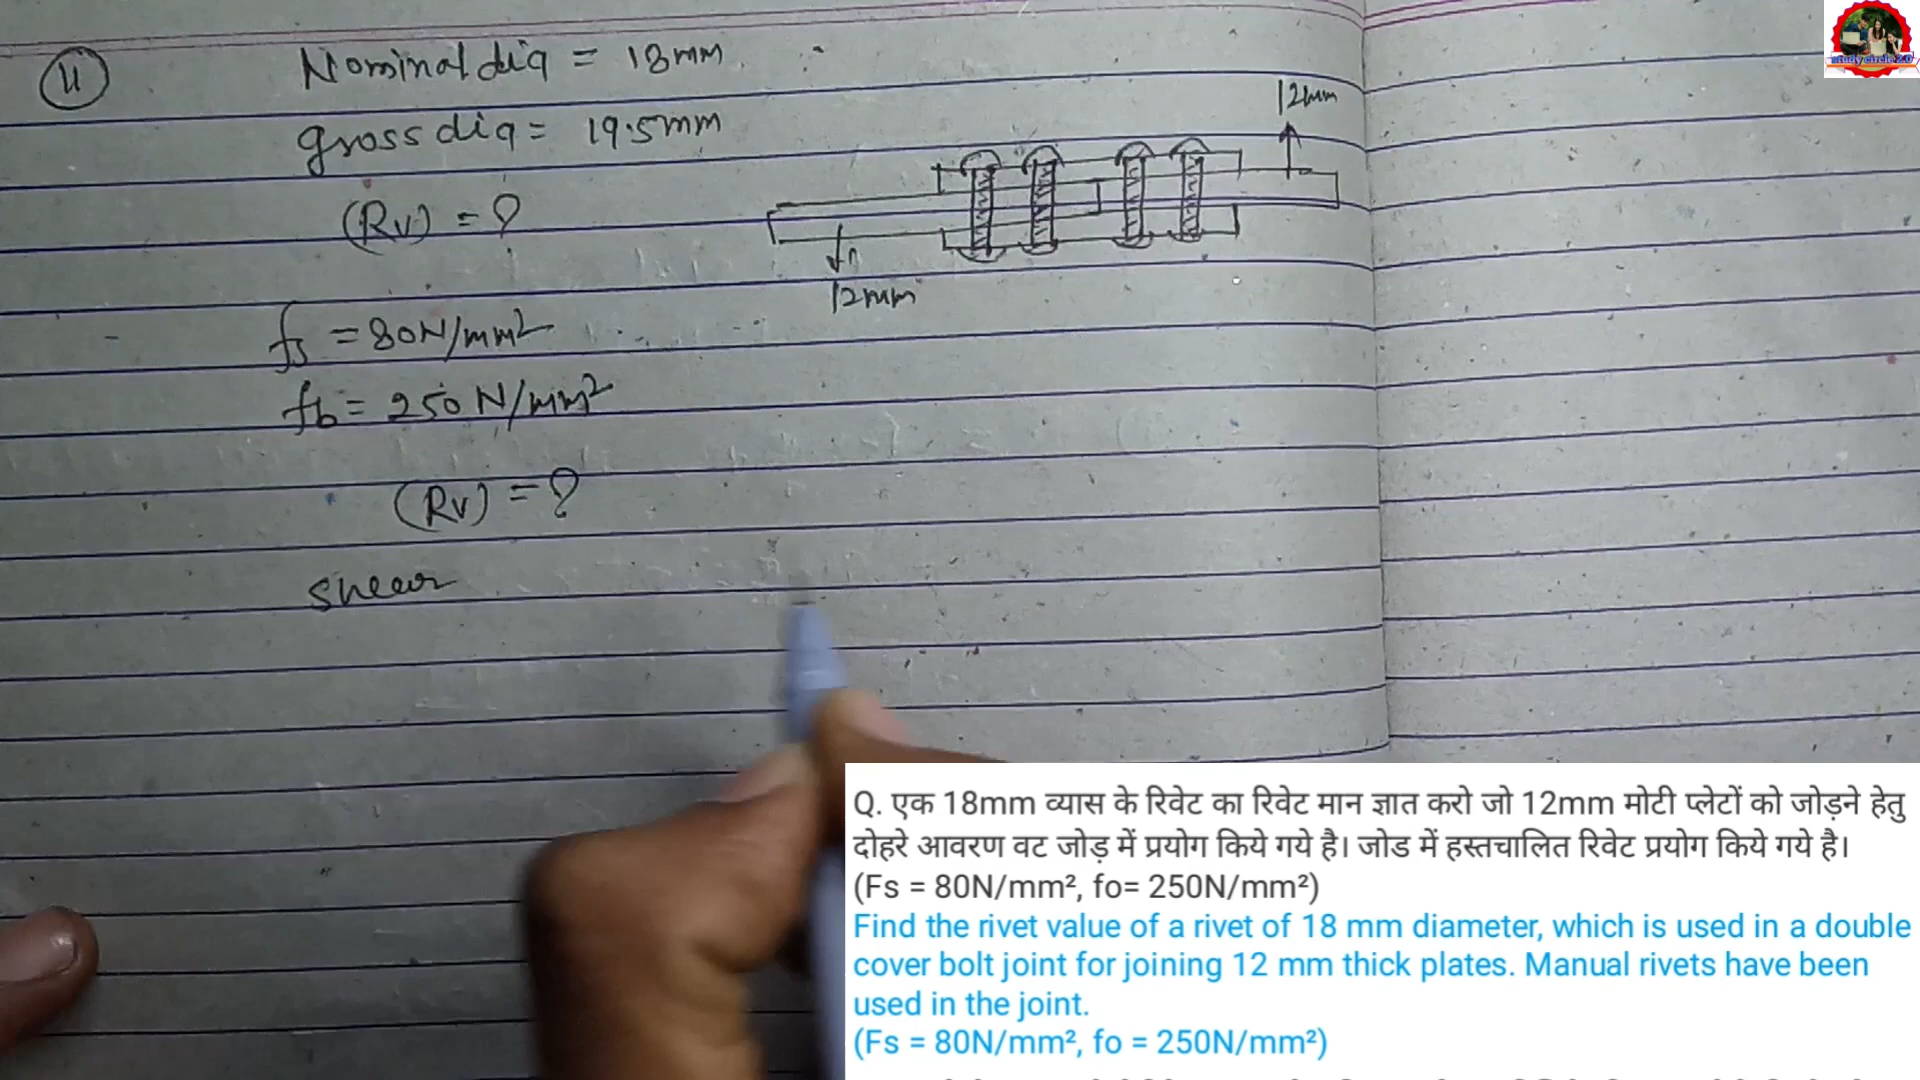 11
Nominal dia = 18mm
gross dia = 19.5mm
12mm
(Rv) = ?
12mm
fs = 80N/mm²
fb = 250 N/mm²
(Rv) = ?
shear
study circle 2.0
Q. एक 18mm व्यास के रिवेट का रिवेट मान ज्ञात करो जो 12mm मोटी प्लेटों को जोड़ने हेतु
दोहरे आवरण वट जोड़ में प्रयोग किये गये है। जोड में हस्तचालित रिवेट प्रयोग किये गये है।
(Fs = 80N/mm², fo= 250N/mm²)
Find the rivet value of a rivet of 18 mm diameter, which is used in a double
cover bolt joint for joining 12 mm thick plates. Manual rivets have been
used in the joint.
(Fs = 80N/mm², fo = 250N/mm²)